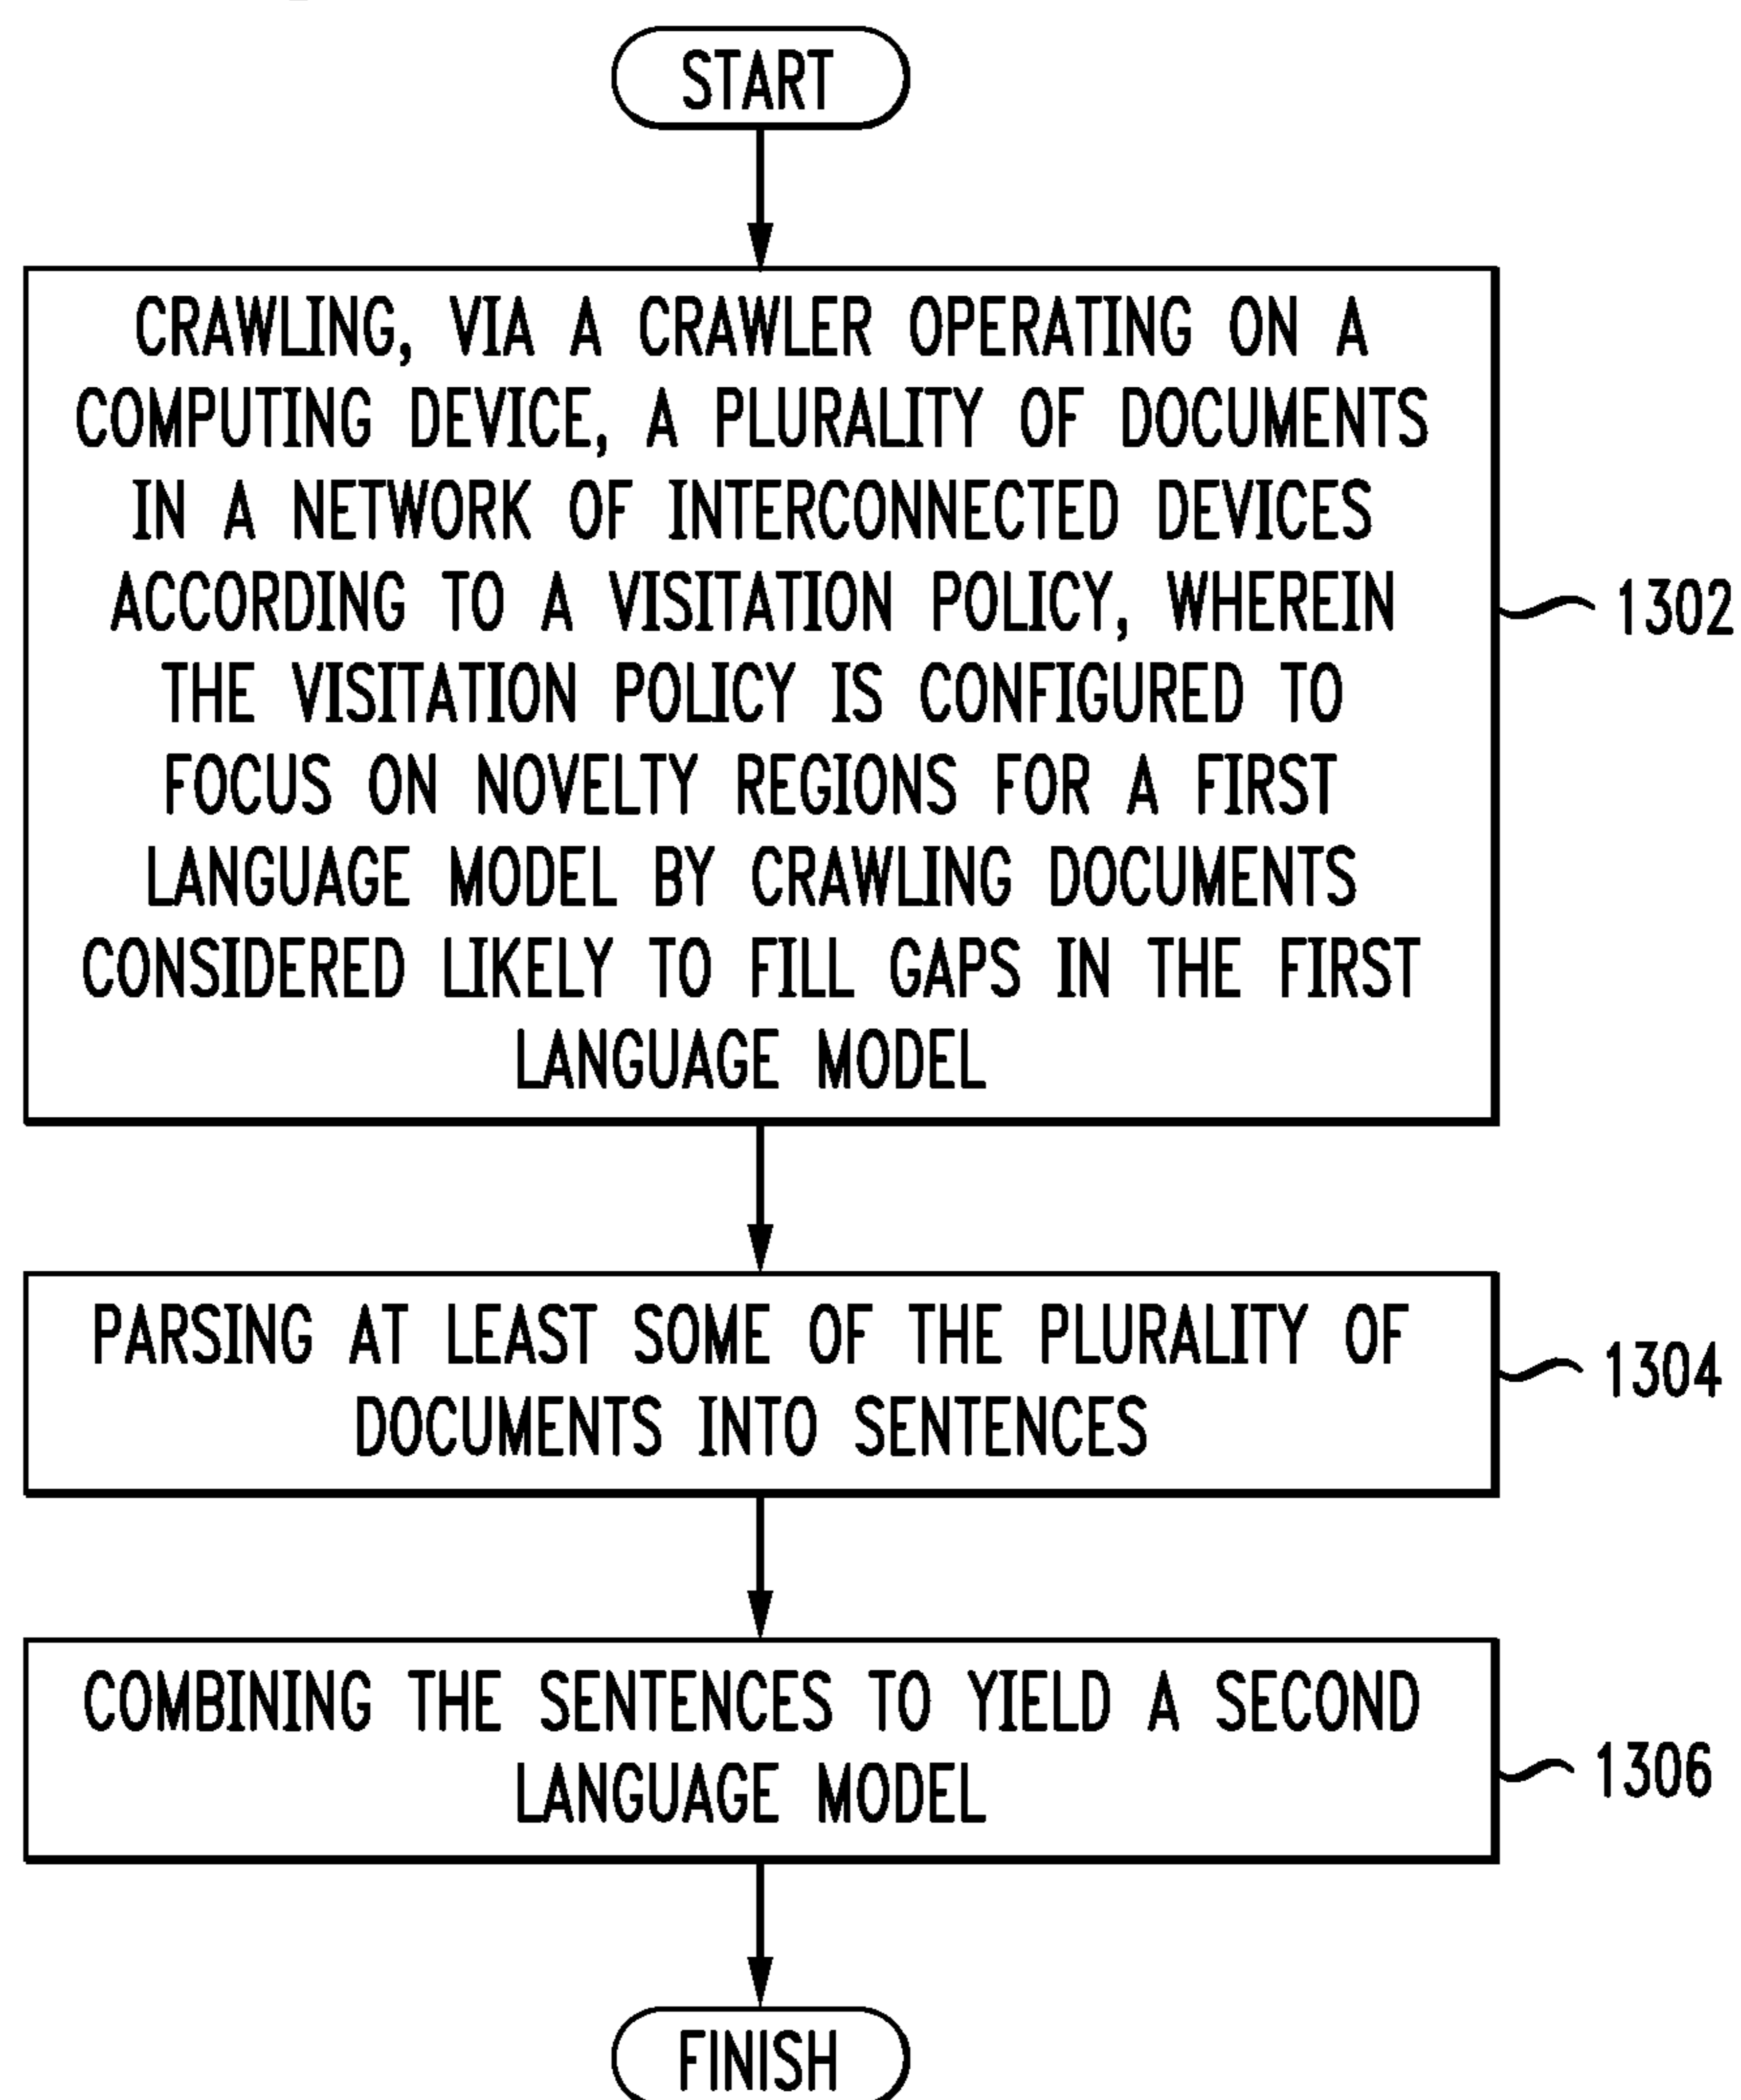 START
CRAWLING, VIA A CRAWLER OPERATING ON A
COMPUTING DEVICE, A PLURALITY OF DOCUMENTS
IN A NETWORK OF INTERCONNECTED DEVICES
ACCORDING TO A VISITATION POLICY, WHEREIN
THE VISITATION POLICY IS CONFIGURED TO
FOCUS ON NOVELTY REGIONS FOR A FIRST
LANGUAGE MODEL BY CRAWLING DOCUMENTS
CONSIDERED LIKELY TO FILL GAPS IN THE FIRST
LANGUAGE MODEL
1302
PARSING AT LEAST SOME OF THE PLURALITY OF
DOCUMENTS INTO SENTENCES
1304
COMBINING THE SENTENCES TO YIELD A SECOND
LANGUAGE MODEL
1306
FINISH